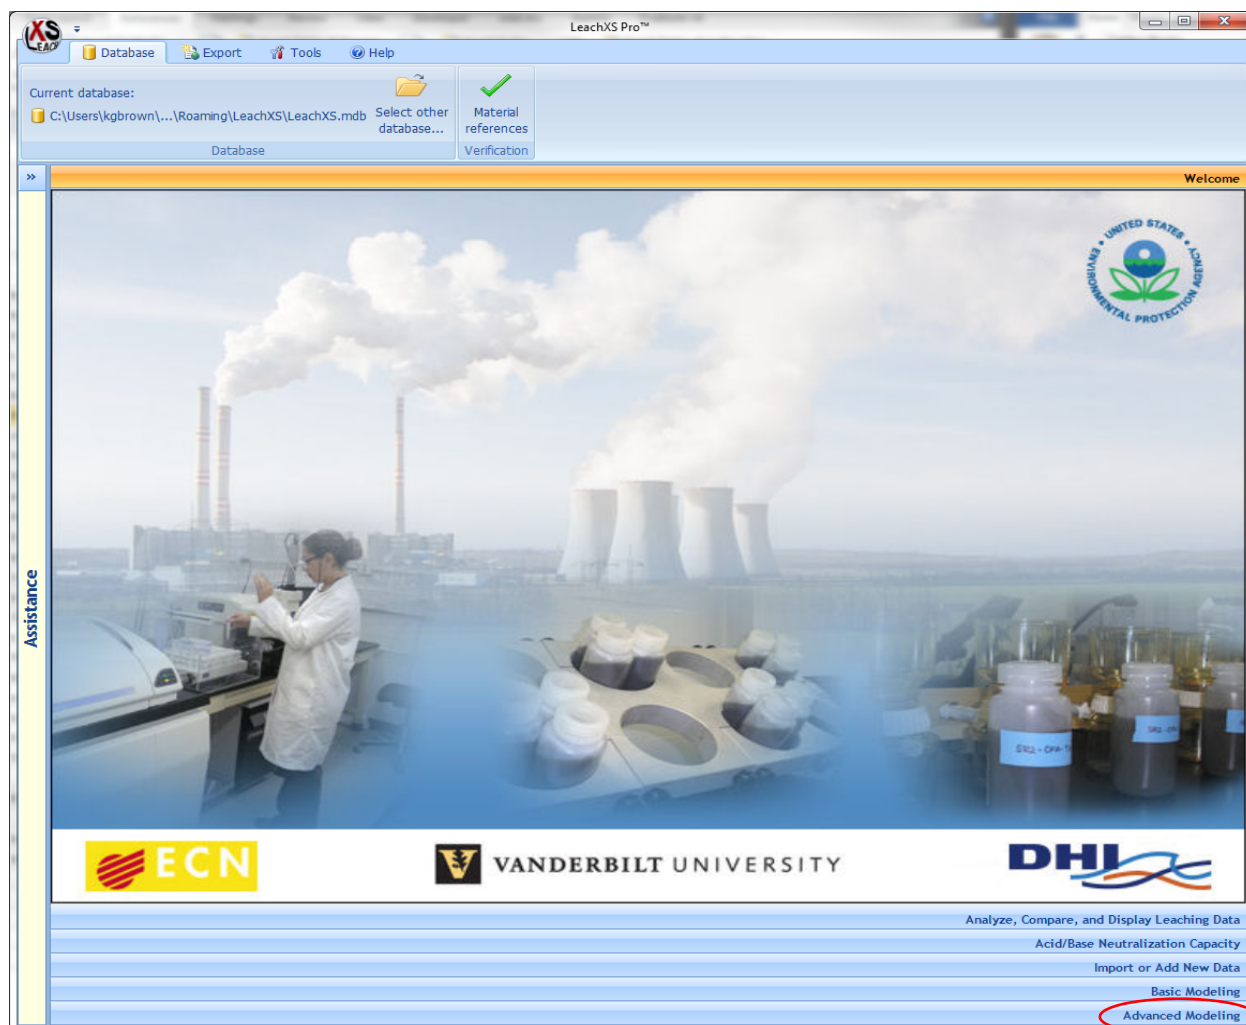 LeachXS Pro™
XS
LEACH
Database
Export
Tools
Help
Current database:
C:\Users\kgbrown\...\Roaming\LeachXS\LeachXS.mdb
Select other
database...
Material
references
Database
Verification
»
Welcome
Assistance
UNITED STATES
ENVIRONMENTAL PROTECTION AGENCY
ECN
V
VANDERBILT UNIVERSITY
DHI
Analyze, Compare, and Display Leaching Data
Acid/Base Neutralization Capacity
Import or Add New Data
Basic Modeling
Advanced Modeling